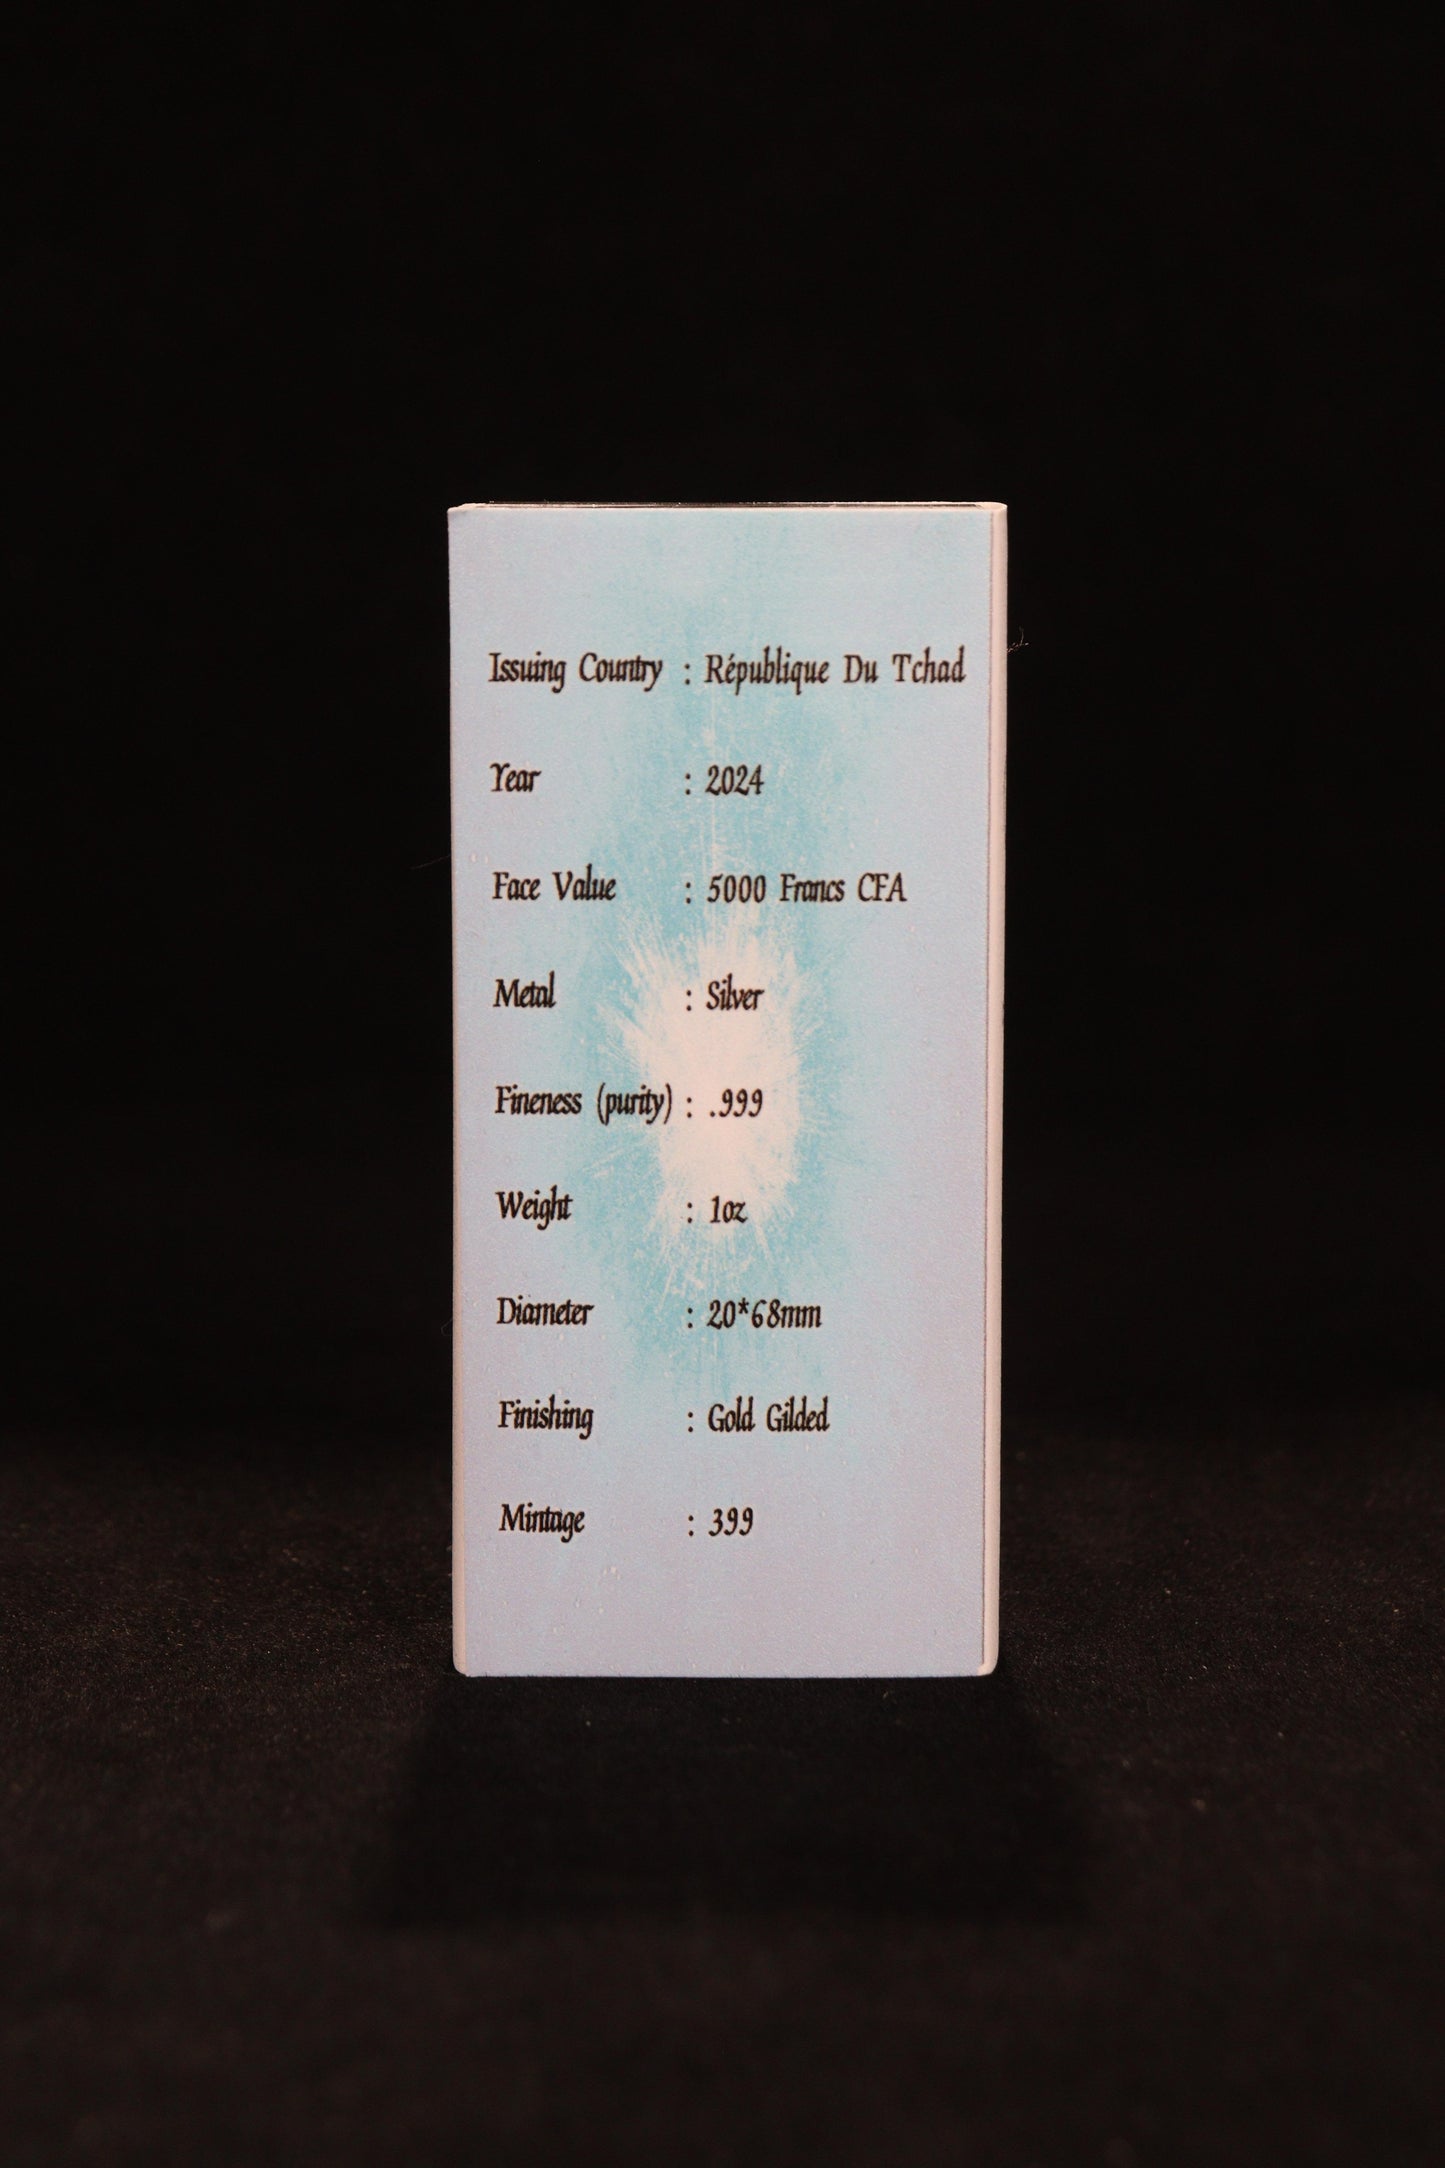 Issuing Country : République Du Tchad
Year : 2024
Face Value : 5000 Francs CFA
Metal : Silver
Fineness (purity) : .999
Weight : 1oz
Diameter : 20*68mm
Finishing : Gold Gilded
Mintage : 399